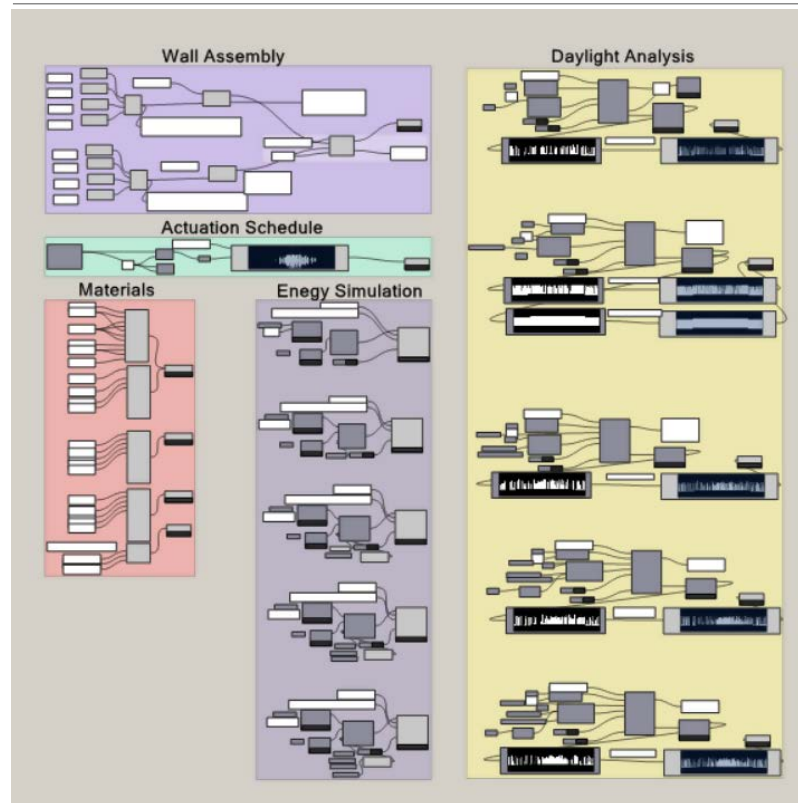 Wall Assembly
Daylight Analysis
Actuation Schedule
Materials
Enegy Simulation